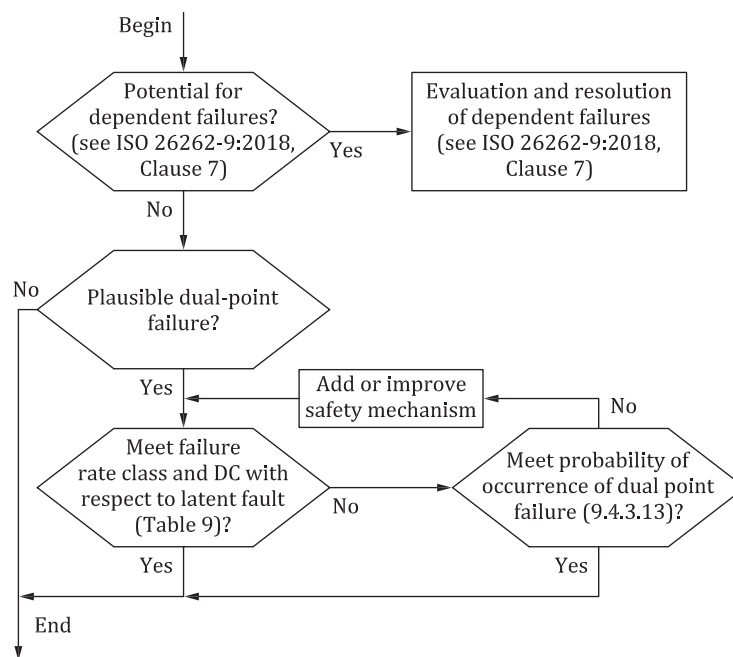 Begin
Potential for
dependent failures?
(see ISO 26262-9:2018,
Clause 7)
Yes
Evaluation and resolution
of dependent failures
(see ISO 26262-9:2018,
Clause 7)
No
No
Plausible dual-point
failure?
Yes
Add or improve
safety mechanism
No
Meet failure
rate class and DC with
respect to latent fault
(Table 9)?
No
Meet probability of
occurrence of dual point
failure (9.4.3.13)?
Yes
Yes
End